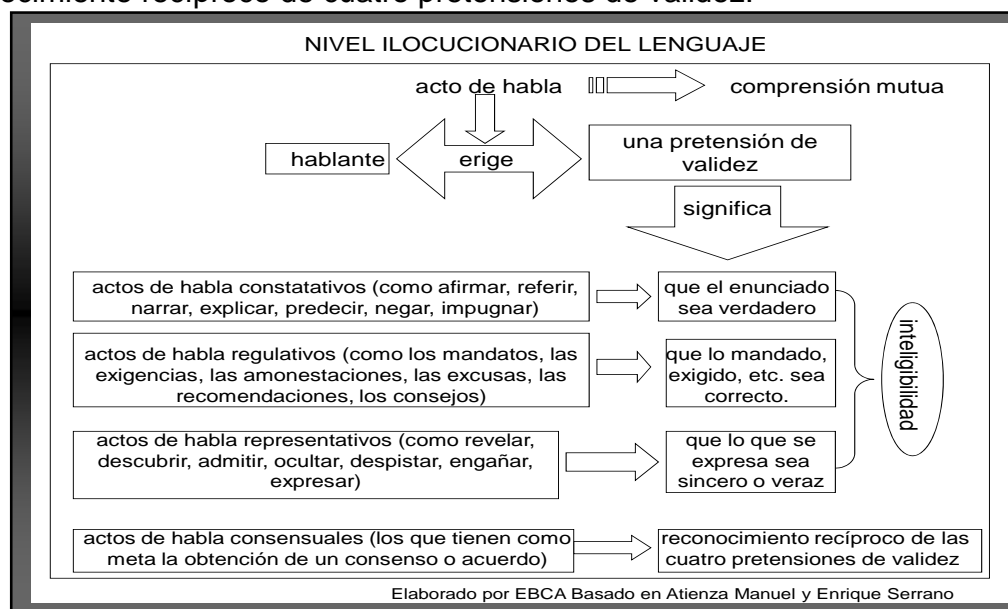 recíproco de cuatro pretensiones de validez.
NIVEL ILOCUCIONARIO DEL LENGUAJE
acto de habla
comprensión mutua
hablante
erige
una pretensión de
validez
significa
actos de habla constatativos (como afirmar, referir,
narrar, explicar, predecir, negar, impugnar)
que el enunciado
sea verdadero
actos de habla regulativos (como los mandatos, las
exigencias, las amonestaciones, las excusas, las
recomendaciones, los consejos)
que lo mandado,
exigido, etc. sea
correcto.
actos de habla representativos (como revelar,
descubrir, admitir, ocultar, despistar, engañar,
expresar)
que lo que se
expresa sea
sincero o veraz
inteligibilidad
actos de habla consensuales (los que tienen como
meta la obtención de un consenso o acuerdo)
reconocimiento recíproco de las
cuatro pretensiones de validez
Elaborado por EBCA Basado en Atienza Manuel y Enrique Serrano